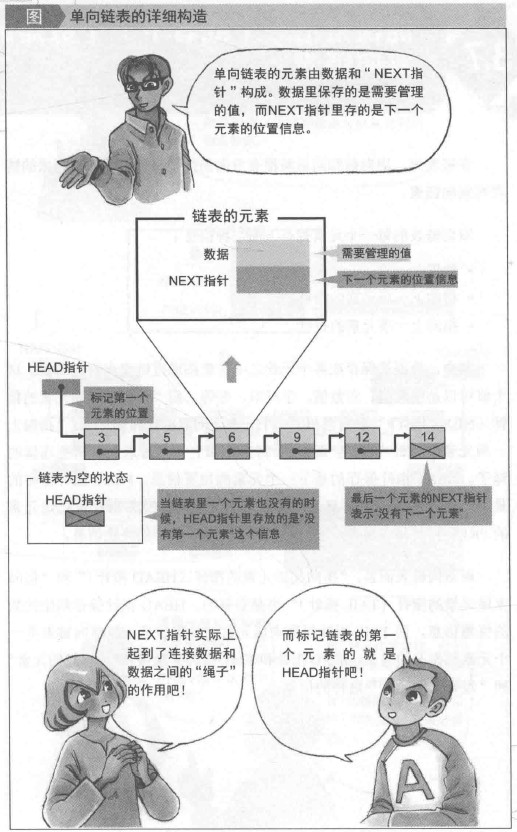 图 单向链表的详细构造
单向链表的元素由数据和“NEXT指
针”构成。数据里保存的是需要管理
的值，而NEXT指针里存的是下一个
元素的位置信息。
链表的元素
数据
需要管理的值
NEXT指针
下一个元素的位置信息
HEAD指针
标记第一个
元素的位置
3
5
6
9
12
14
链表为空的状态
HEAD指针
当链表里一个元素也没有的时
候，HEAD指针里存放的是“没
有第一个元素”这个信息
最后一个元素的NEXT指针
表示“没有下一个元素”
NEXT指针实际上
起到了连接数据和
数据之间的“绳子”
的作用吧！
而标记链表的第一
个元素的就是
HEAD指针吧！
A